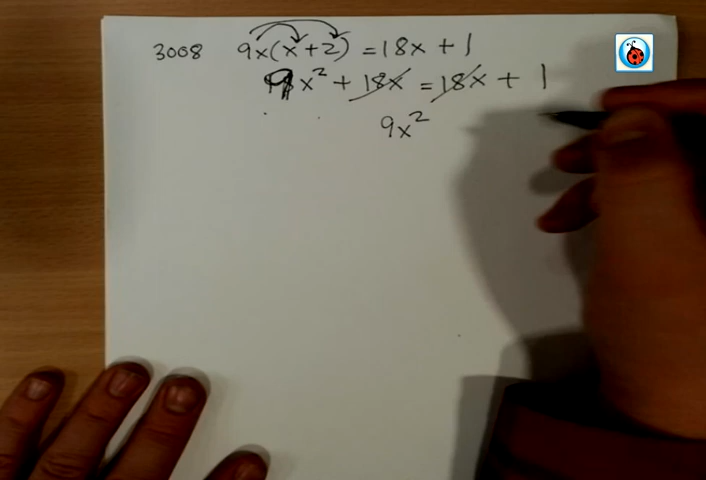 3008 9x(x+2) = 18x + 1
9x² + 18x = 18x + 1
9x²